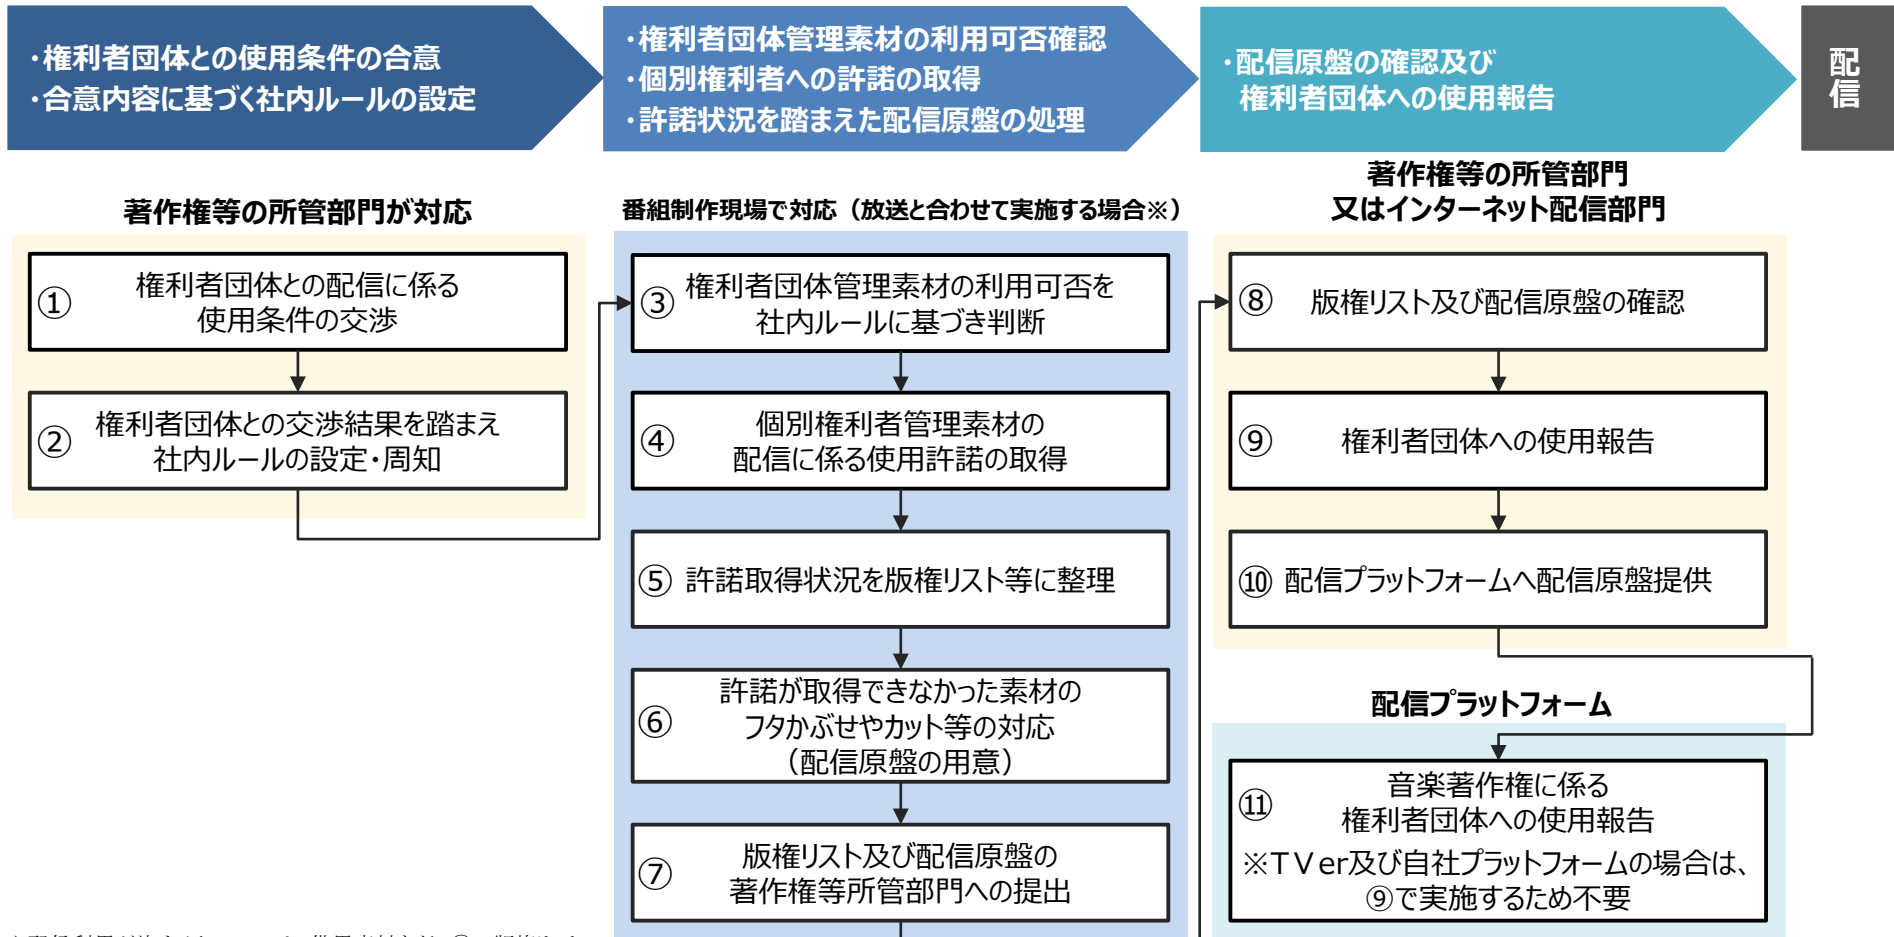 ・権利者団体との使用条件の合意
・合意内容に基づく社内ルールの設定
・権利者団体管理素材の利用可否確認
・個別権利者への許諾の取得
・許諾状況を踏まえた配信原盤の処理
・配信原盤の確認及び
権利者団体への使用報告
配信
著作権等の所管部門が対応
① 権利者団体との配信に係る
使用条件の交渉
② 権利者団体との交渉結果を踏まえ
社内ルールの設定・周知
番組制作現場で対応（放送と合わせて実施する場合※）
③ 権利者団体管理素材の利用可否を
社内ルールに基づき判断
④ 個別権利者管理素材の
配信に係る使用許諾の取得
⑤ 許諾取得状況を版権リスト等に整理
⑥ 許諾が取得できなかった素材の
フタかぶせやカット等の対応
（配信原盤の用意）
⑦ 版権リスト及び配信原盤の
著作権等所管部門への提出
著作権等の所管部門
又はインターネット配信部門
⑧ 版権リスト及び配信原盤の確認
⑨ 権利者団体への使用報告
⑩ 配信プラットフォームへ配信原盤提供
配信プラットフォーム
⑪ 音楽著作権に係る
権利者団体への使用報告
※TVer及び自社プラットフォームの場合は、
⑨で実施するため不要